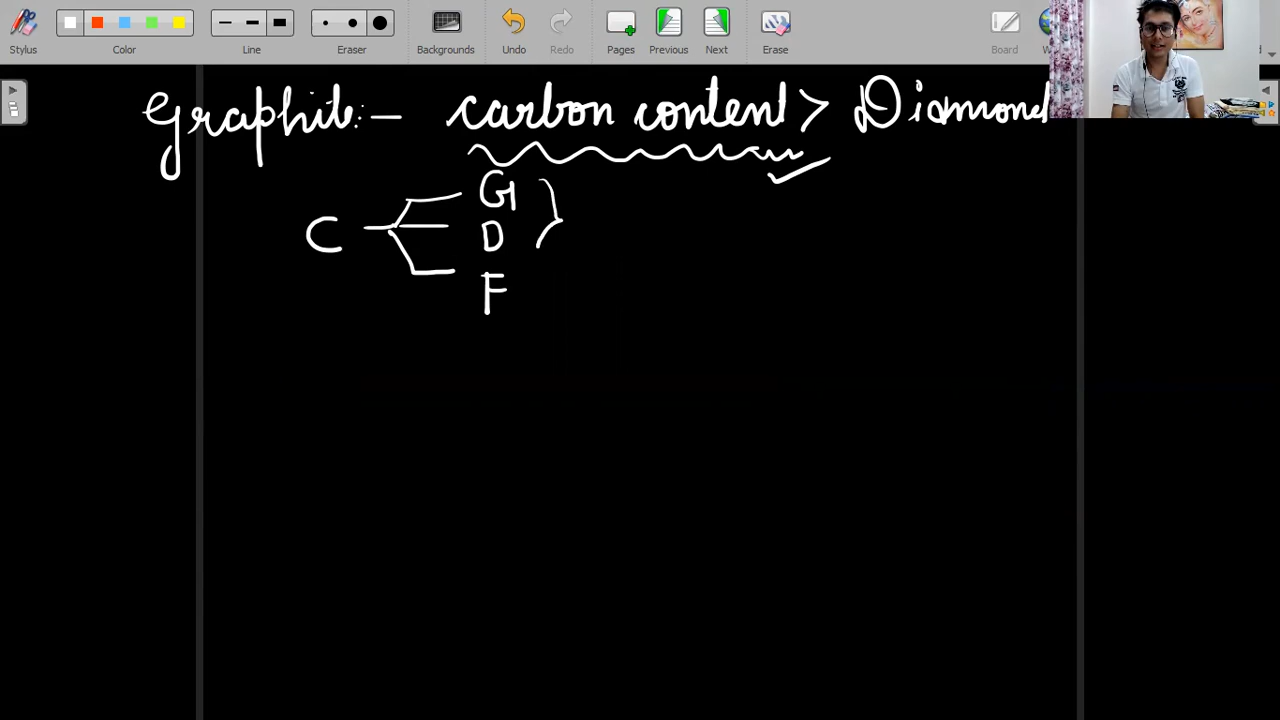 Stylus Color Line Eraser Backgrounds Undo Redo Pages Previous Next Erase Board
Graphite:- carbon content > Diamond
C G
D
F